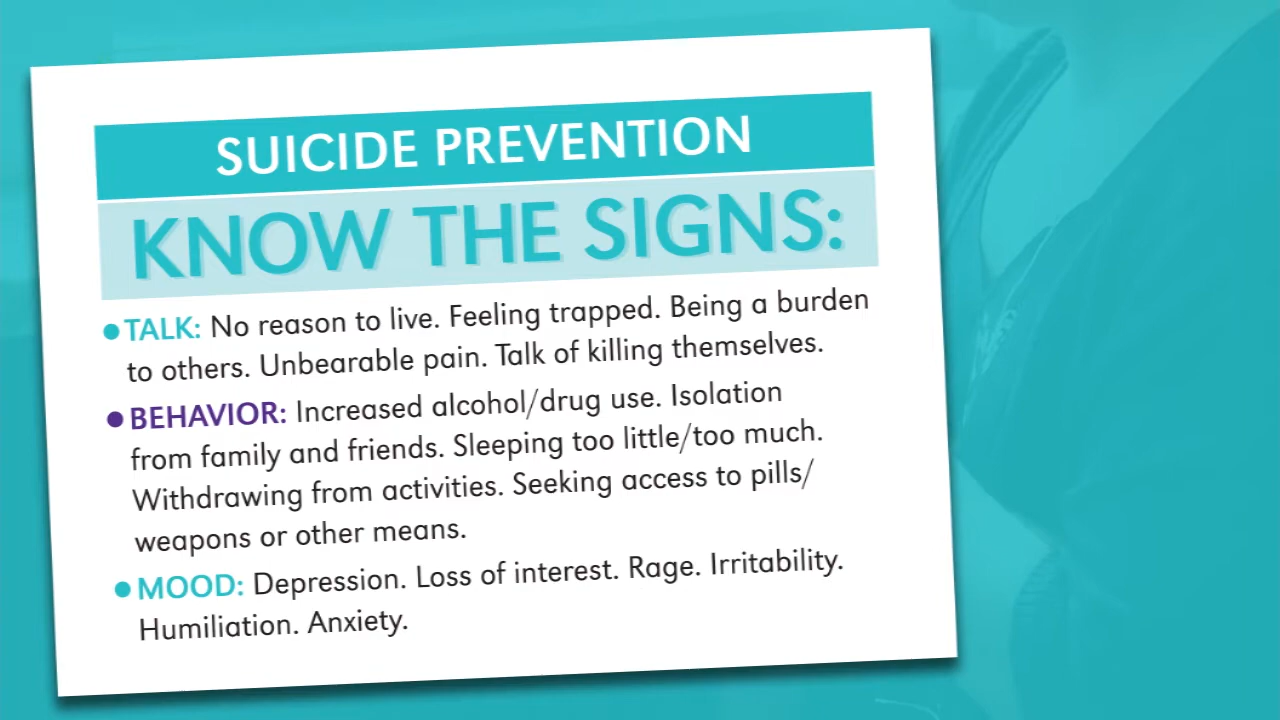 SUICIDE PREVENTION
KNOW THE SIGNS:
•TALK: No reason to live. Feeling trapped. Being a burden
to others. Unbearable pain. Talk of killing themselves.
•BEHAVIOR: Increased alcohol/drug use. Isolation
from family and friends. Sleeping too little/too much.
Withdrawing from activities. Seeking access to pills/
weapons or other means.
•MOOD: Depression. Loss of interest. Rage. Irritability.
Humiliation. Anxiety.